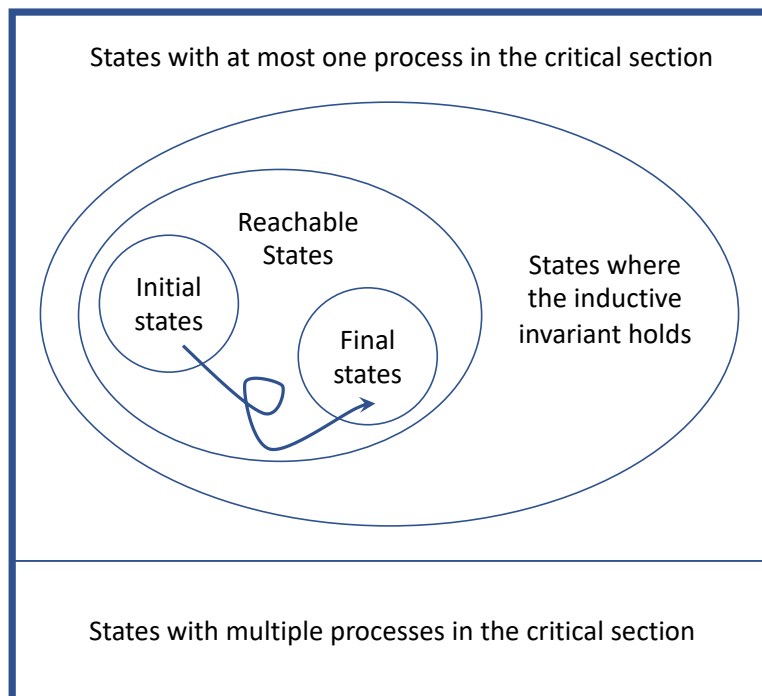 States with at most one process in the critical section
Reachable
States
Initial
states
States where
the inductive
invariant holds
Final
states
States with multiple processes in the critical section